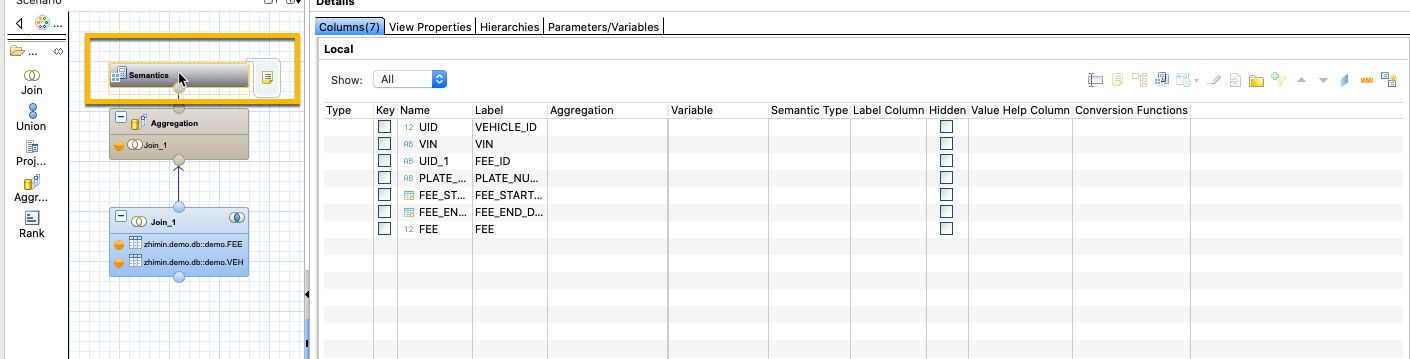 Scenario
Details
...
...
Join
Union
Proj...
Aggr...
Rank
Semantics
Aggregation
Join_1
Join_1
zhimin.demo.db::demo.FEE
zhimin.demo.db::demo.VEH
Columns(7) View Properties Hierarchies Parameters/Variables
Local
Show: All
Type Key Name Label Aggregation Variable Semantic Type Label Column Hidden Value Help Column Conversion Functions
12 UID VEHICLE_ID
AB VIN VIN
AB UID_1 FEE_ID
AB PLATE_... PLATE_NU...
FEE_ST... FEE_START...
FEE_EN... FEE_END_D...
12 FEE FEE